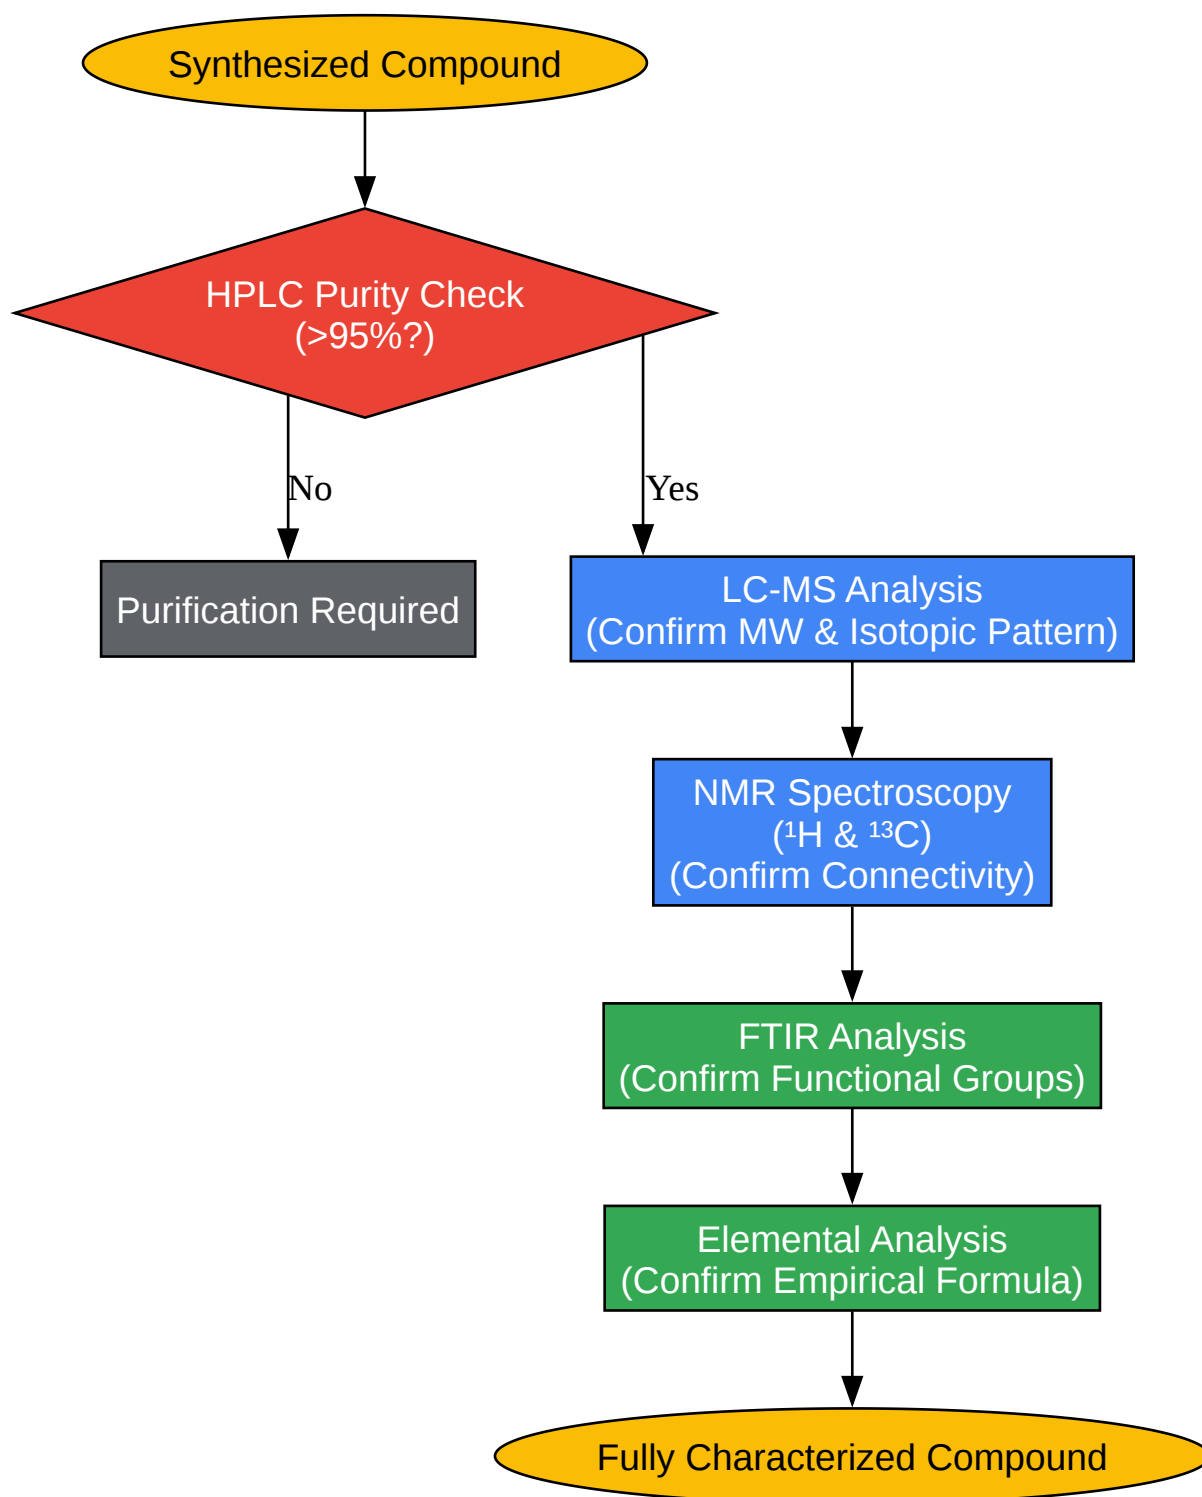 Synthesized Compound
HPLC Purity Check
(>95%?)
No
Yes
Purification Required
LC-MS Analysis
(Confirm MW & Isotopic Pattern)
NMR Spectroscopy
(¹H & ¹³C)
(Confirm Connectivity)
FTIR Analysis
(Confirm Functional Groups)
Elemental Analysis
(Confirm Empirical Formula)
Fully Characterized Compound